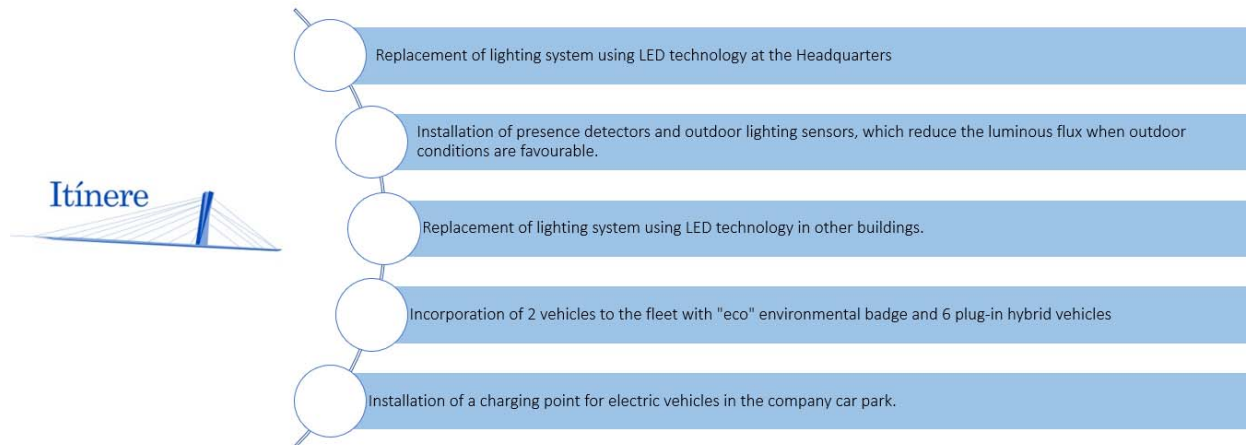 Replacement of lighting system using LED technology at the Headquarters
Installation of presence detectors and outdoor lighting sensors, which reduce the luminous flux when outdoor
conditions are favourable.
Itínere
Replacement of lighting system using LED technology in other buildings.
Incorporation of 2 vehicles to the fleet with "eco" environmental badge and 6 plug-in hybrid vehicles
Installation of a charging point for electric vehicles in the company car park.